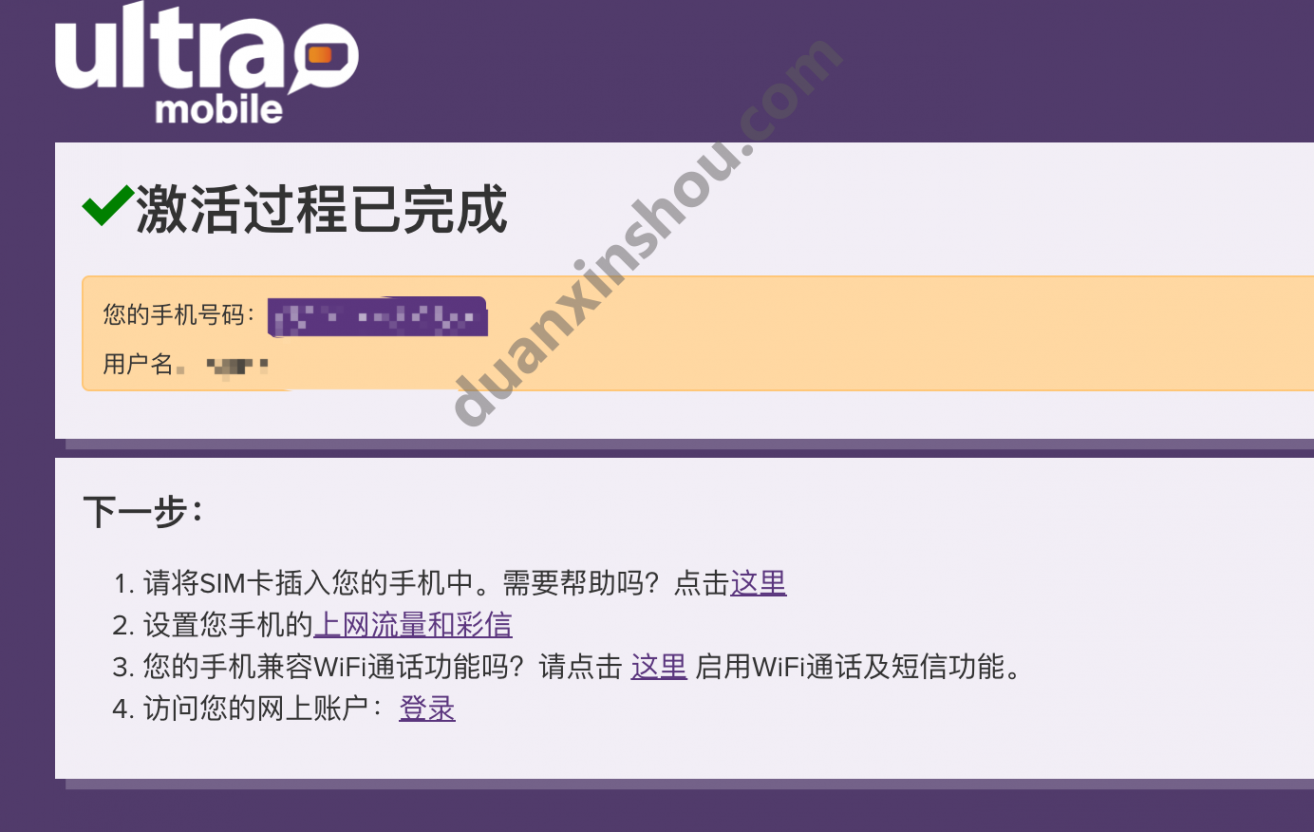 ultra
mobile
激活过程已完成
您的手机号码：
用户名。
duanxinshou.com
下一步：
1. 请将SIM卡插入您的手机中。需要帮助吗？点击这里
2. 设置您手机的上网流量和彩信
3. 您的手机兼容WiFi通话功能吗？请点击 这里 启用WiFi通话及短信功能。
4. 访问您的网上账户： 登录